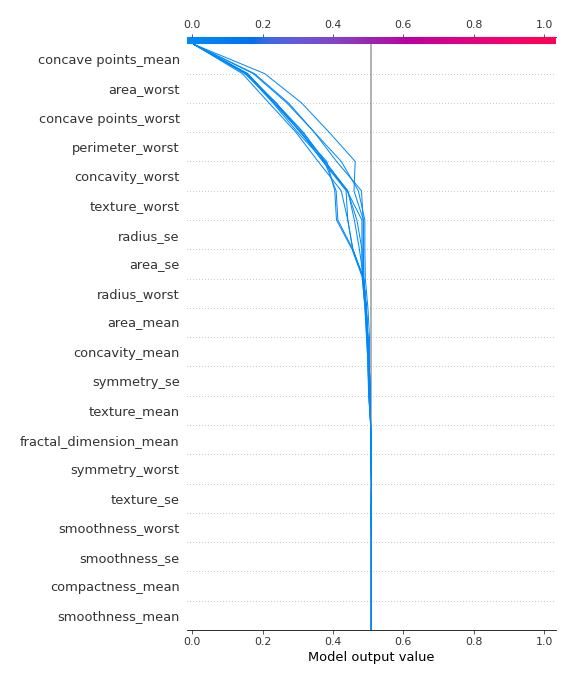 0.0 0.2 0.4 0.6 0.8 1.0
concave points_mean
area_worst
concave points_worst
perimeter_worst
concavity_worst
texture_worst
radius_se
area_se
radius_worst
area_mean
concavity_mean
symmetry_se
texture_mean
fractal_dimension_mean
symmetry_worst
texture_se
smoothness_worst
smoothness_se
compactness_mean
smoothness_mean
0.0 0.2 0.4 0.6 0.8 1.0
Model output value